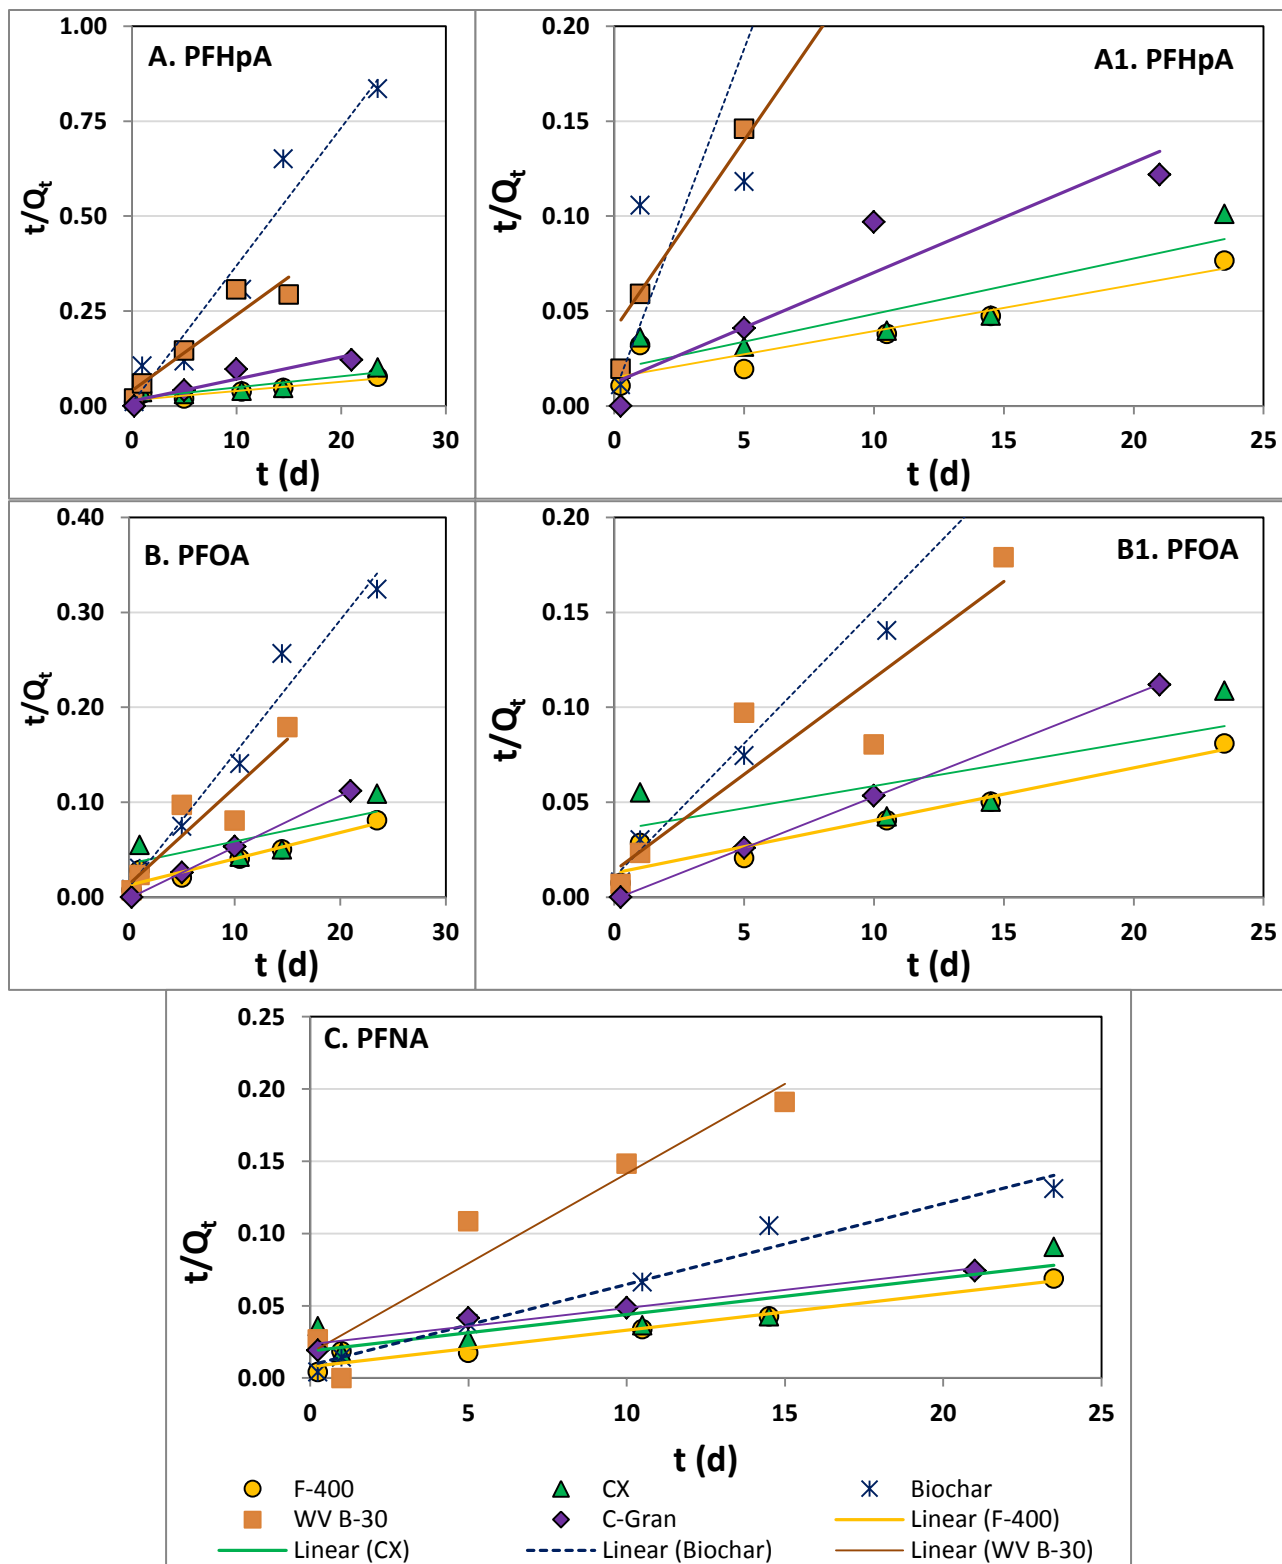 A. PFHpA
1.00
0.75
0.50
0.25
0.00
t/Qt
0 10 20 30
t (d)
A1. PFHpA
0.20
0.15
0.10
0.05
0.00
t/Qt
0 5 10 15 20 25
t (d)
B. PFOA
0.40
0.30
0.20
0.10
0.00
t/Qt
0 10 20 30
t (d)
B1. PFOA
0.20
0.15
0.10
0.05
0.00
t/Qt
0 5 10 15 20 25
t (d)
C. PFNA
0.25
0.20
0.15
0.10
0.05
0.00
t/Qt
0 5 10 15 20 25
t (d)
F-400 CX Biochar
WV B-30 C-Gran Linear (F-400)
Linear (CX) Linear (Biochar) Linear (WV B-30)